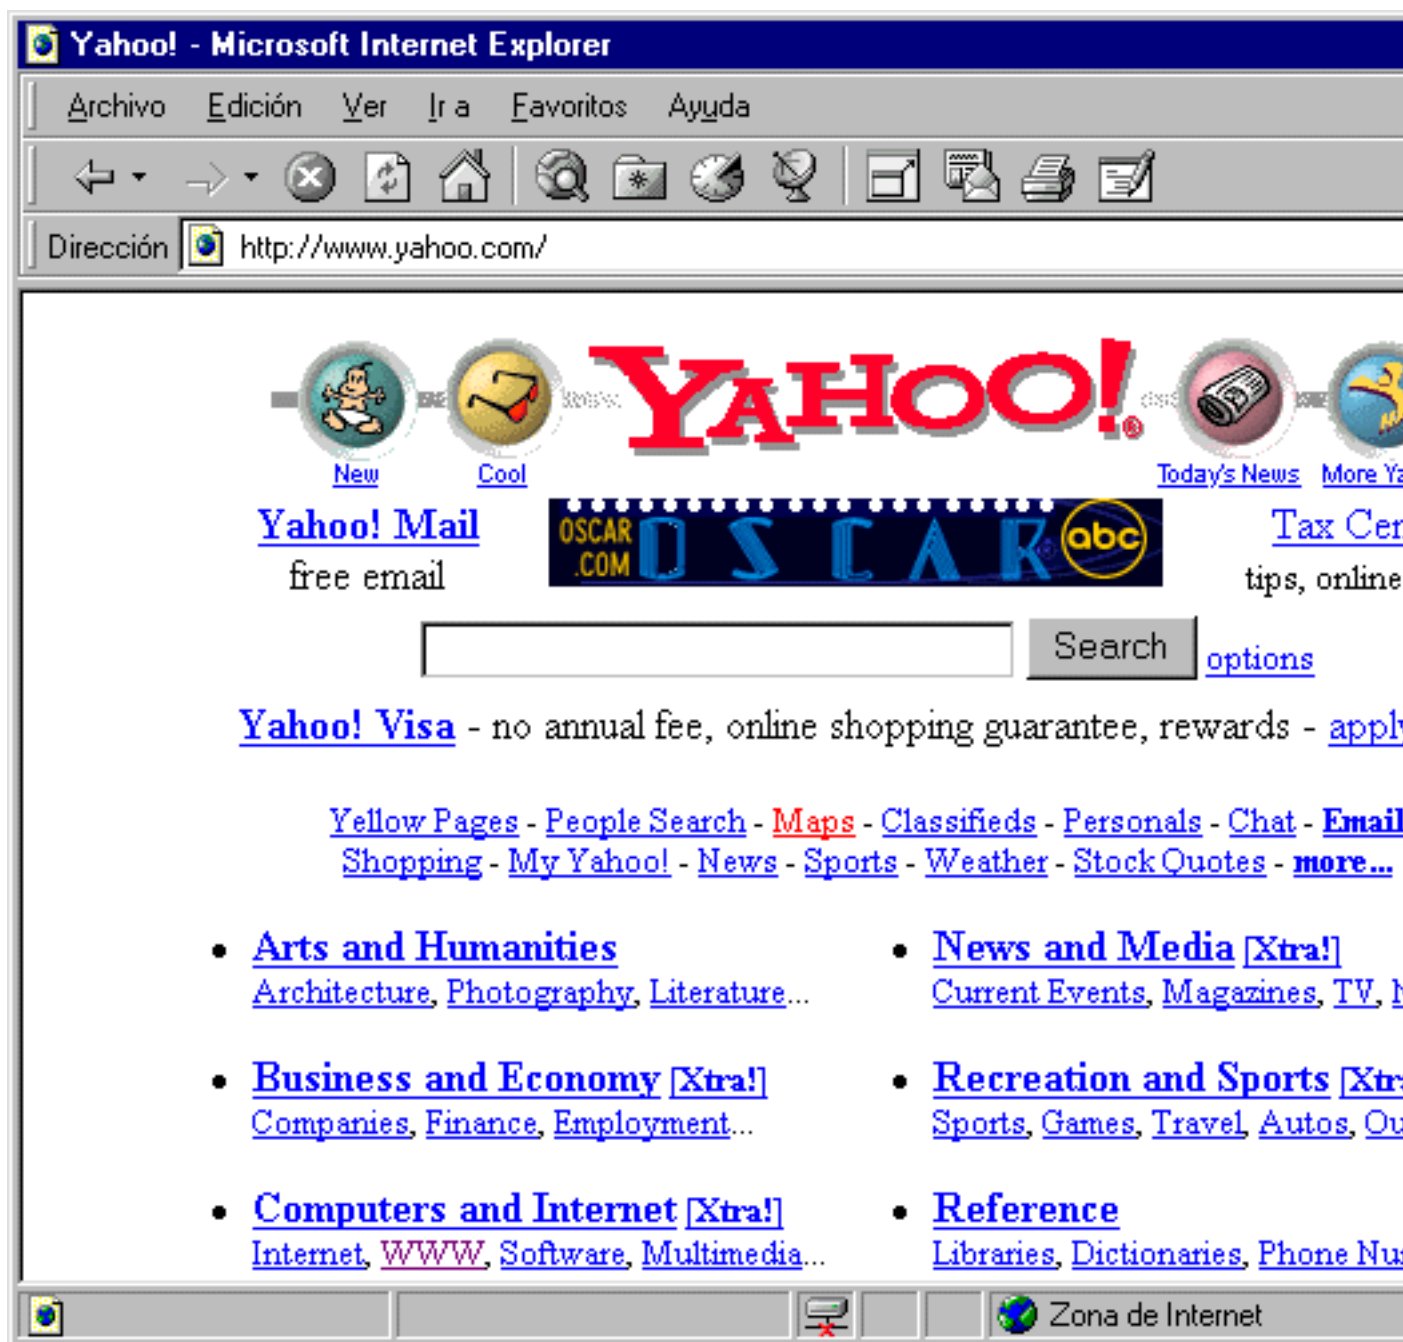 Yahoo! - Microsoft Internet Explorer
Archivo Edición Ver Ir a Favoritos Ayuda
Dirección http://www.yahoo.com/
YAHOO!®
New Cool Today's News More
Yahoo! Mail OSCAR.COM OSCAR® abc Tax
free email tips, online
Search options
Yahoo! Visa - no annual fee, online shopping guarantee, rewards - apply
Yellow Pages - People Search - Maps - Classifieds - Personals - Chat - Email
Shopping - My Yahoo! - News - Sports - Weather - Stock Quotes - more...
• Arts and Humanities
Architecture, Photography, Literature...
• Business and Economy [Xtra!]
Companies, Finance, Employment...
• Computers and Internet [Xtra!]
Internet, WWW, Software, Multimedia...
• News and Media [Xtra!]
Current Events, Magazines, TV,
• Recreation and Sports
Sports, Games, Travel, Autos,
• Reference
Libraries, Dictionaries, Phone
Zona de Internet